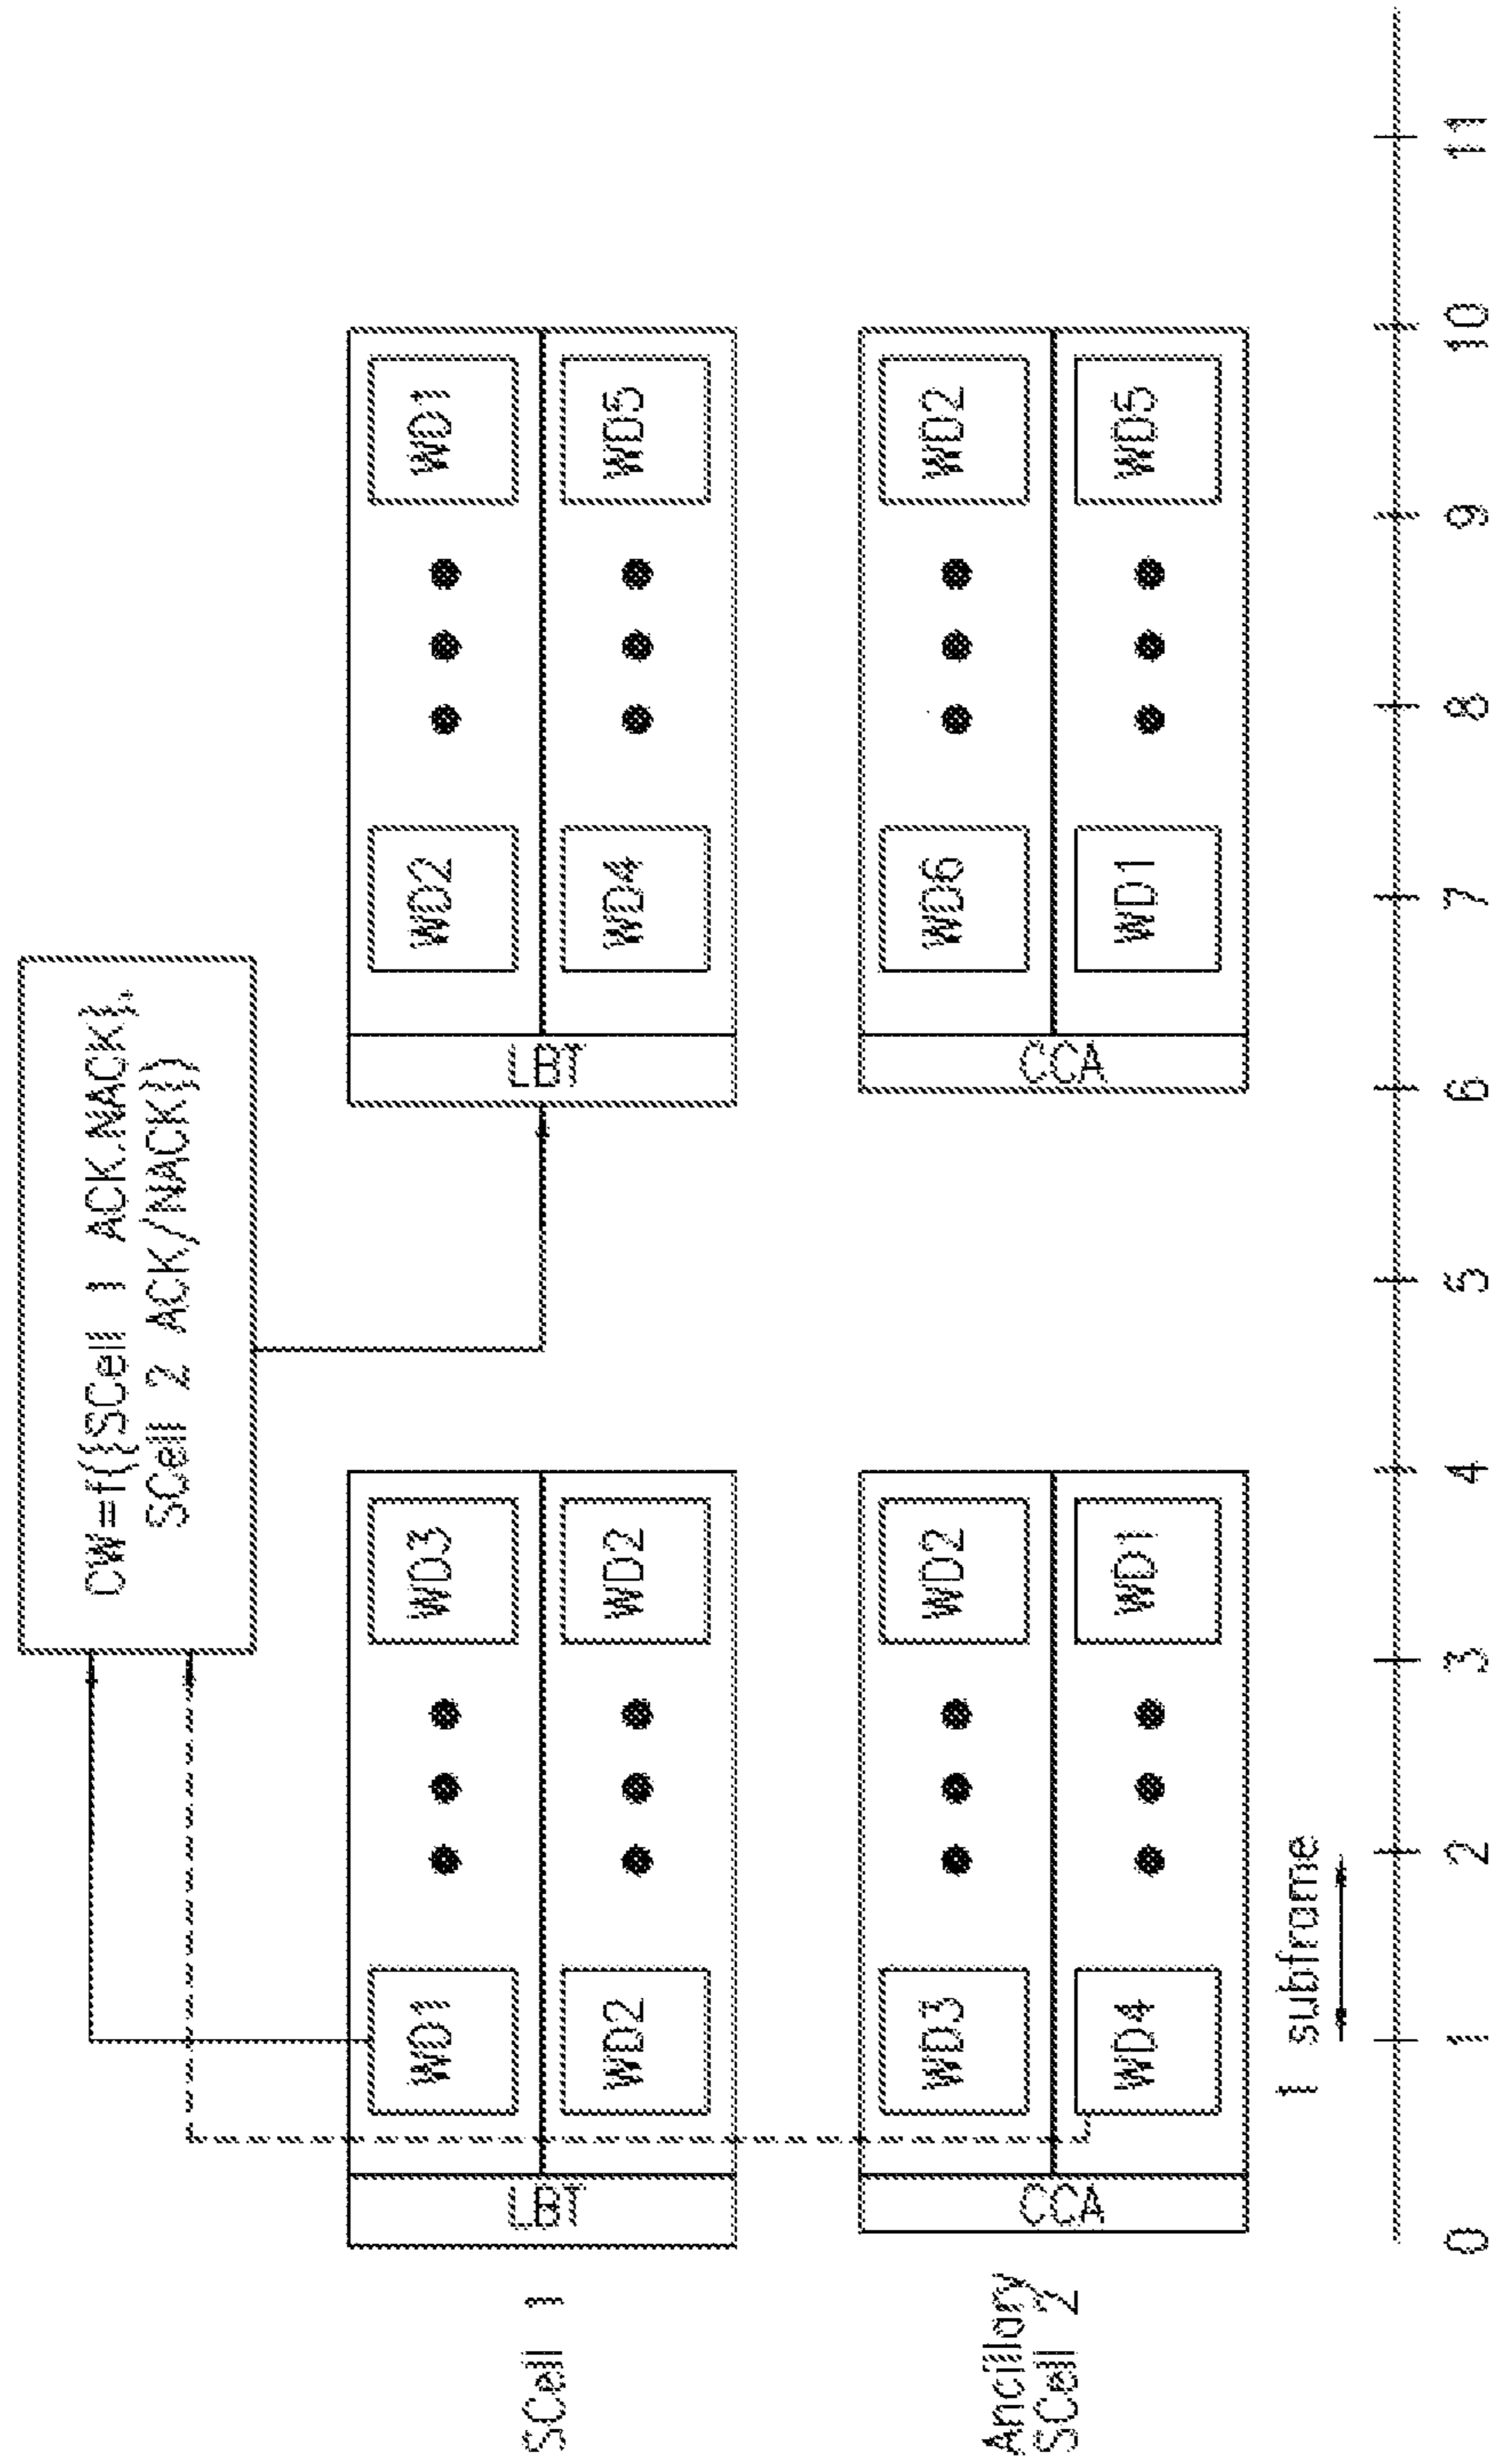 CW=f({SCell 1 ACK.NACK},
SCell 2 ACK/NACK})
SCell 1
LBT
WD1
WD3
WD2
WD2
LBT
WD2
WD1
WD4
WD5
Ancillary
SCell 2
CCA
WD3
WD2
WD4
WD1
CCA
WD6
WD2
WD1
WD5
1 subframe
0 1 2 3 4 5 6 7 8 9 10 11